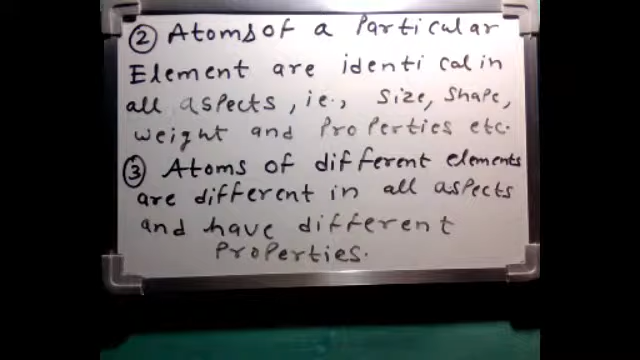 ② Atoms of a Particular
Element are identical in
all aspects, ie., Size, Shape,
weight and Properties etc.
③ Atoms of different elements
are different in all aspects
and have different
Properties.